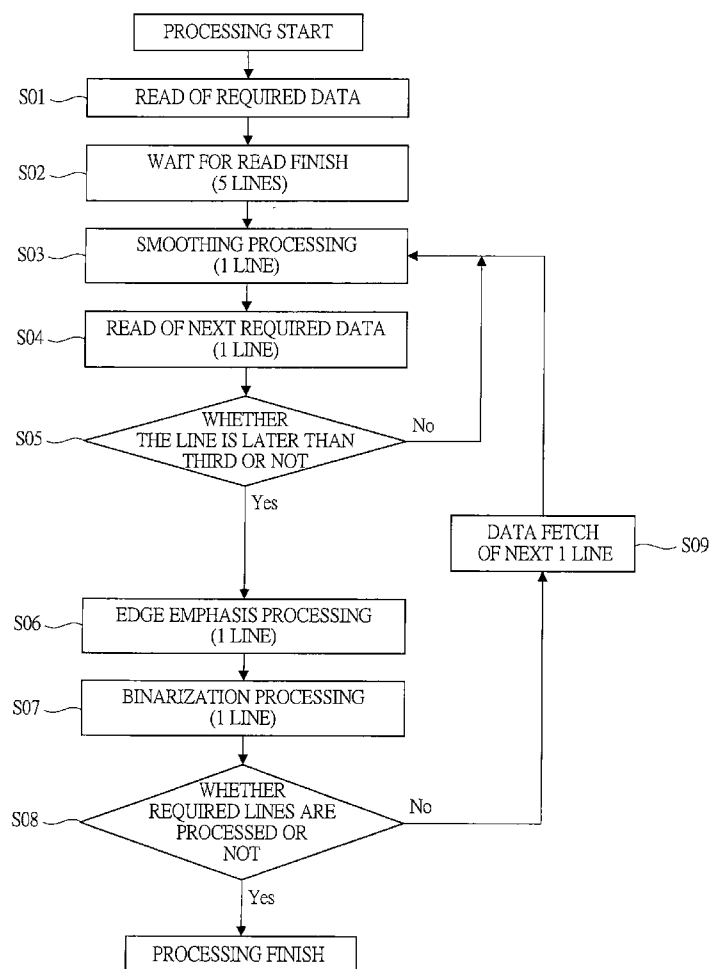 PROCESSING START
S01
READ OF REQUIRED DATA
S02
WAIT FOR READ FINISH
(5 LINES)
S03
SMOOTHING PROCESSING
(1 LINE)
S04
READ OF NEXT REQUIRED DATA
(1 LINE)
S05
WHETHER
THE LINE IS LATER THAN
THIRD OR NOT
No
Yes
DATA FETCH
OF NEXT 1 LINE
S09
S06
EDGE EMPHASIS PROCESSING
(1 LINE)
S07
BINARIZATION PROCESSING
(1 LINE)
S08
WHETHER
REQUIRED LINES ARE
PROCESSED OR
NOT
No
Yes
PROCESSING FINISH